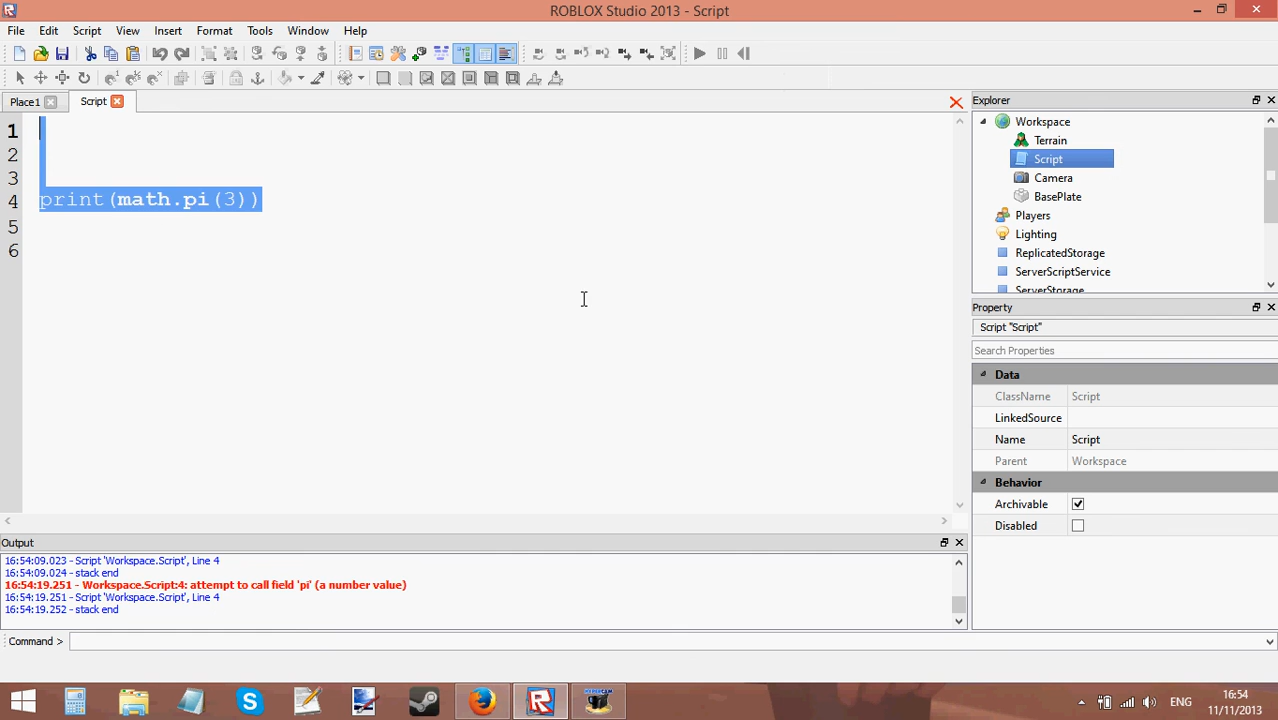 ROBLOX Studio 2013 - Script
File Edit Script View Insert Format Tools Window Help
Place1 Script
1
2
3
4 print(math.pi(3))
5
6
Explorer
Workspace
Terrain
Script
Camera
BasePlate
Players
Lighting
ReplicatedStorage
ServerScriptService
ServerStorage
Property
Script "Script"
Search Properties
Data
ClassName Script
LinkedSource
Name Script
Parent Workspace
Behavior
Archivable
Disabled
Output
16:54:09.023 - Script 'Workspace.Script', Line 4
16:54:09.024 - stack end
16:54:19.251 - Workspace.Script:4: attempt to call field 'pi' (a number value)
16:54:19.251 - Script 'Workspace.Script', Line 4
16:54:19.252 - stack end
Command >
ENG
16:54
11/11/2013